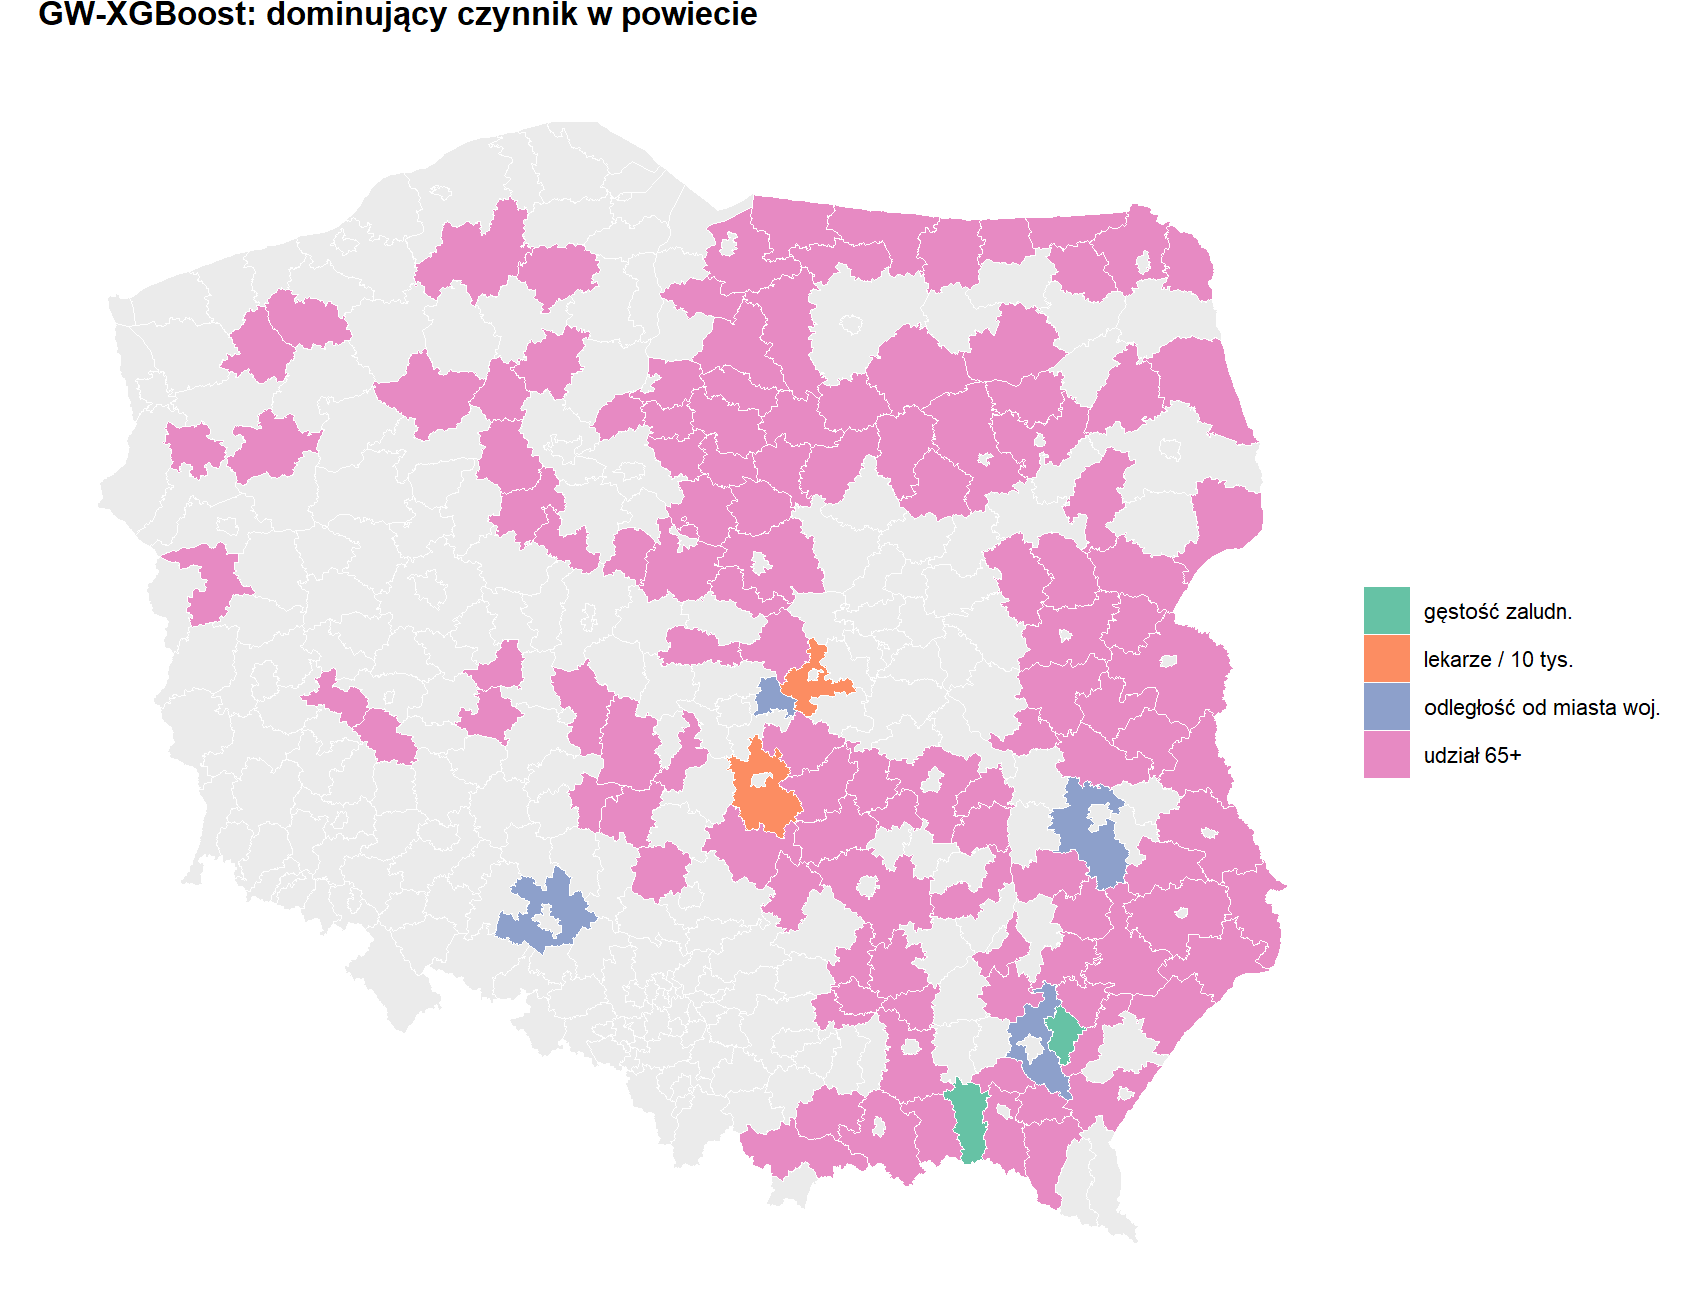 GW-XGBoost: dominujący czynnik w powiecie
gęstość zaludn.
lekarze / 10 tys.
odległość od miasta woj.
udział 65+